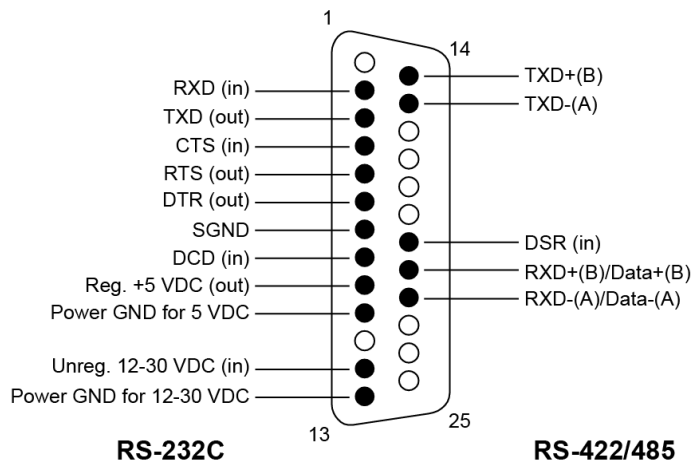 1
14
RXD (in)
TXD (out)
CTS (in)
RTS (out)
DTR (out)
SGND
DCD (in)
Reg. +5 VDC (out)
Power GND for 5 VDC
Unreg. 12-30 VDC (in)
Power GND for 12-30 VDC
TXD+(B)
TXD-(A)
DSR (in)
RXD+(B)/Data+(B)
RXD-(A)/Data-(A)
13
25
RS-232C
RS-422/485